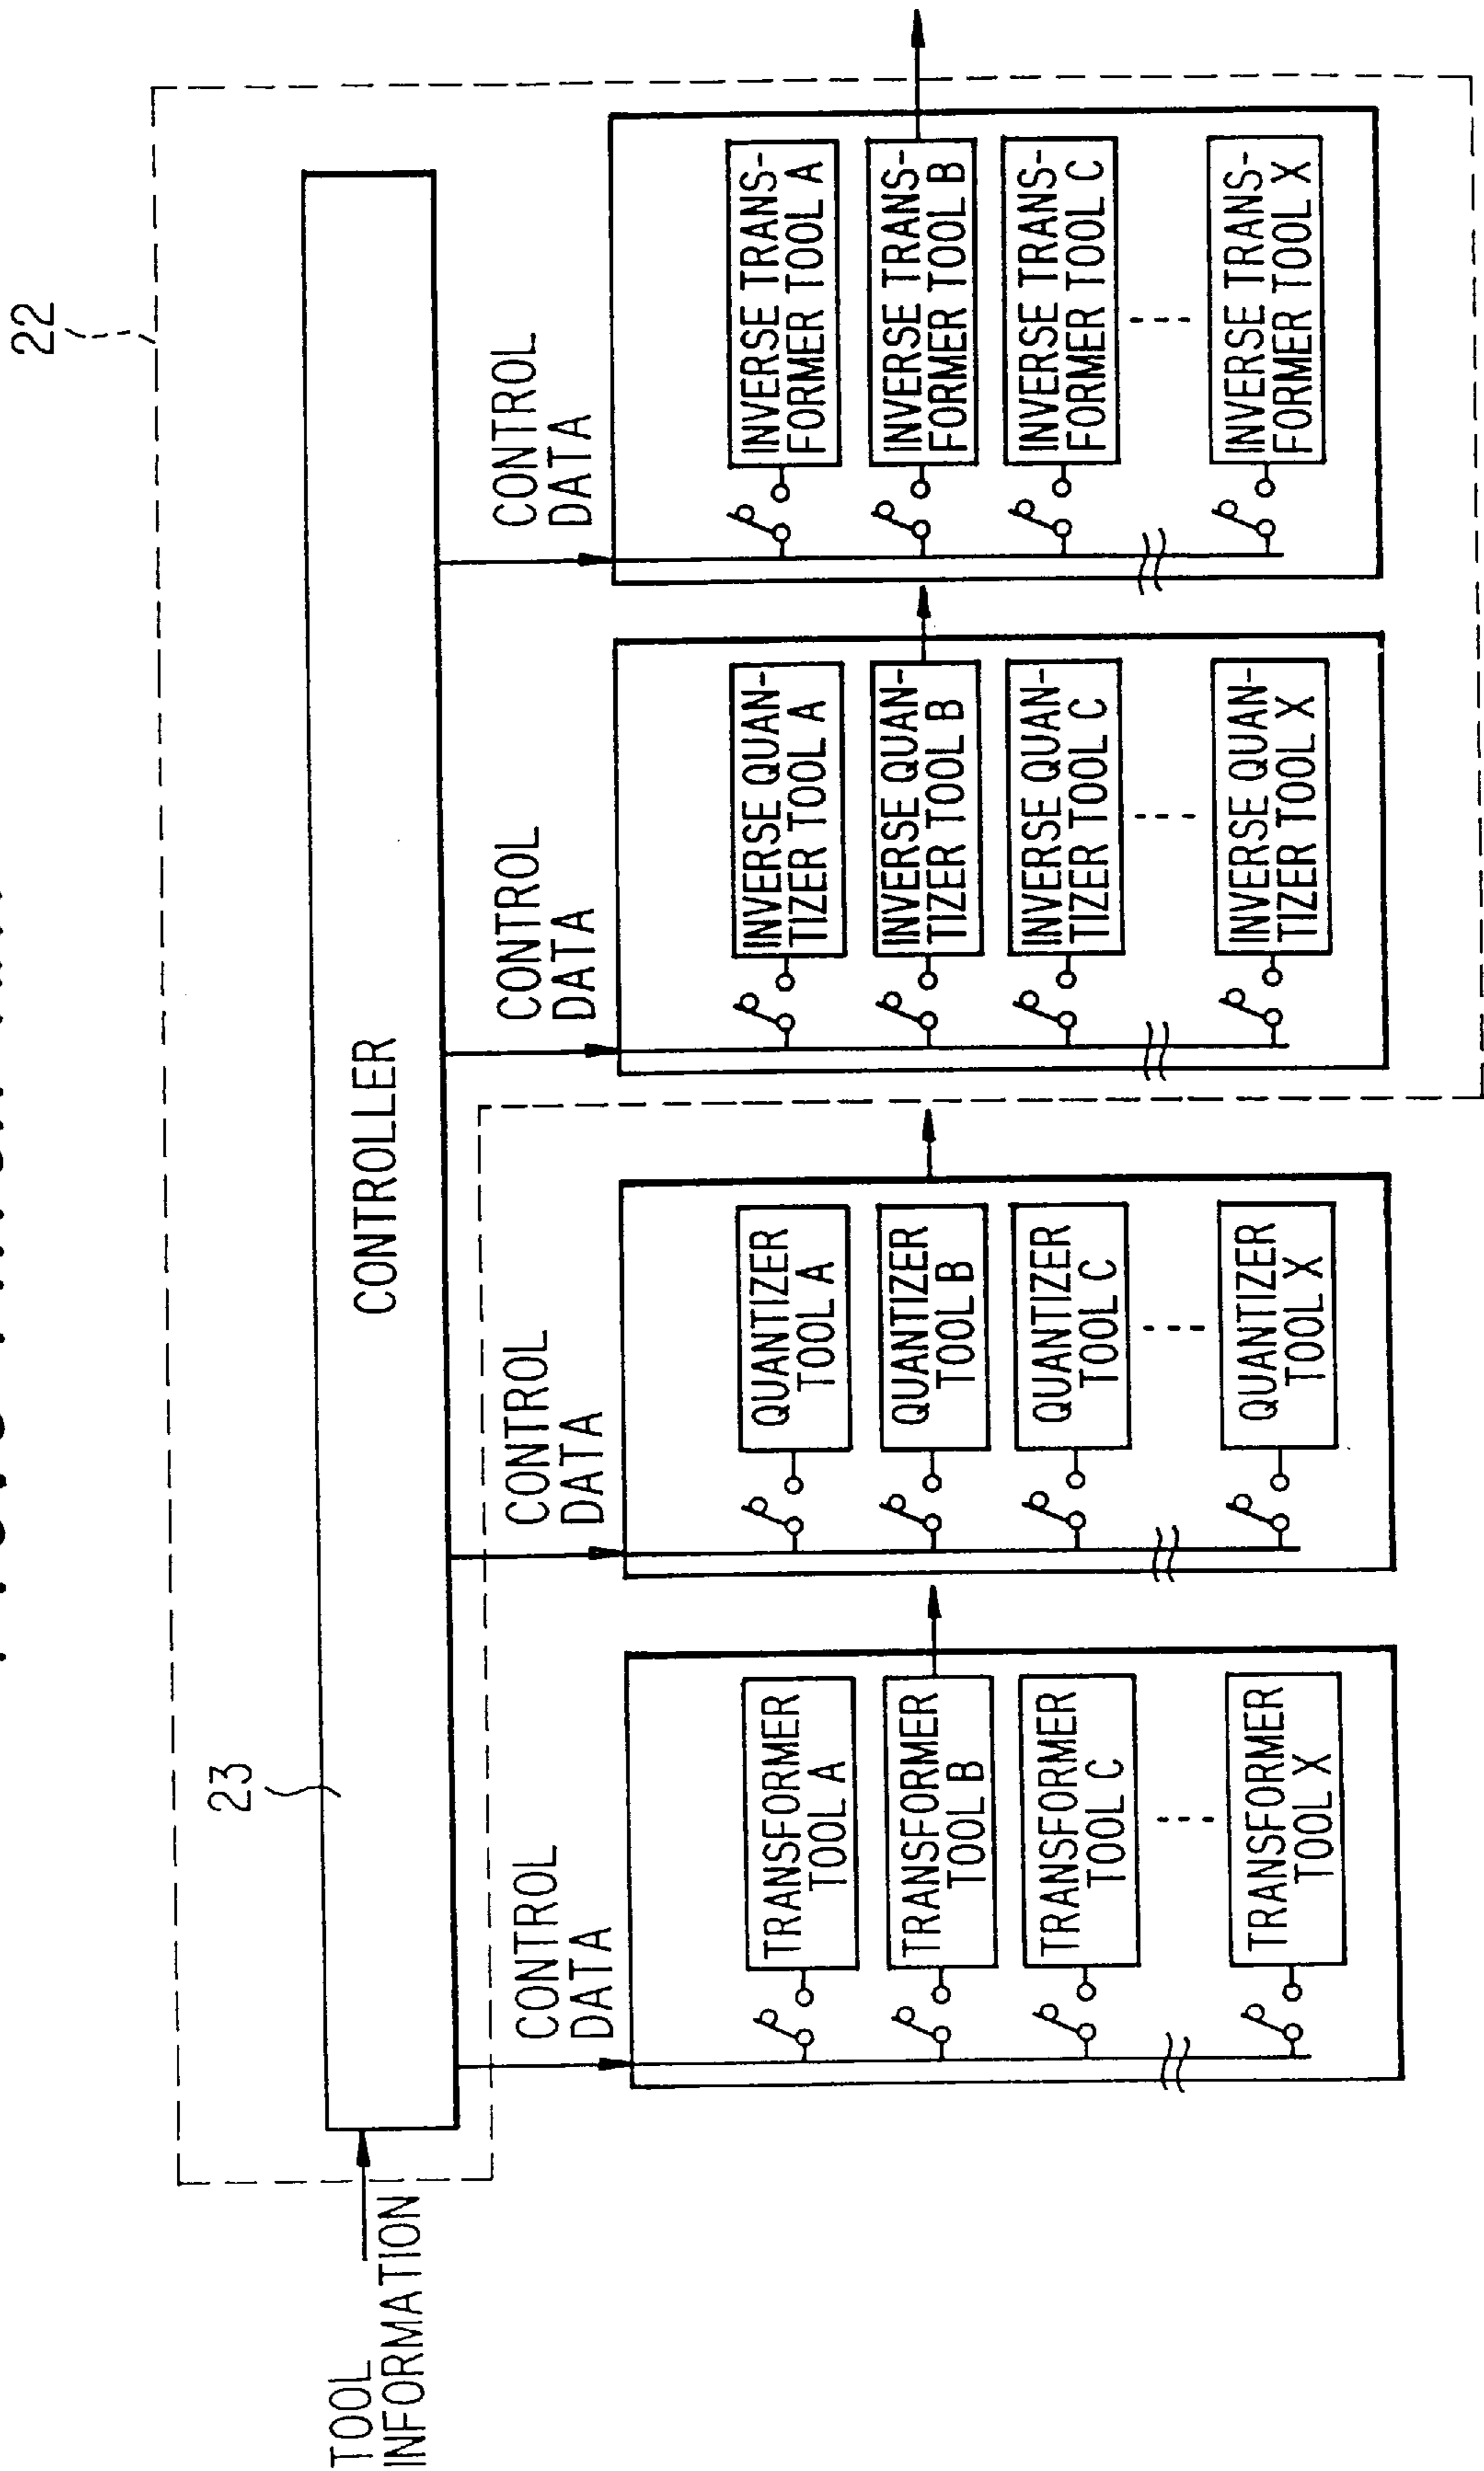 22
23
CONTROLLER
TOOL
INFORMATION
CONTROL
DATA
CONTROL
DATA
CONTROL
DATA
CONTROL
DATA
TRANSFORMER
TOOL A
TRANSFORMER
TOOL B
TRANSFORMER
TOOL C
TRANSFORMER
TOOL X
QUANTIZER
TOOL A
QUANTIZER
TOOL B
QUANTIZER
TOOL C
QUANTIZER
TOOL X
INVERSE QUAN-
TIZER TOOL A
INVERSE QUAN-
TIZER TOOL B
INVERSE QUAN-
TIZER TOOL C
INVERSE QUAN-
TIZER TOOL X
INVERSE TRANS-
FORMER TOOL A
INVERSE TRANS-
FORMER TOOL B
INVERSE TRANS-
FORMER TOOL C
INVERSE TRANS-
FORMER TOOL X